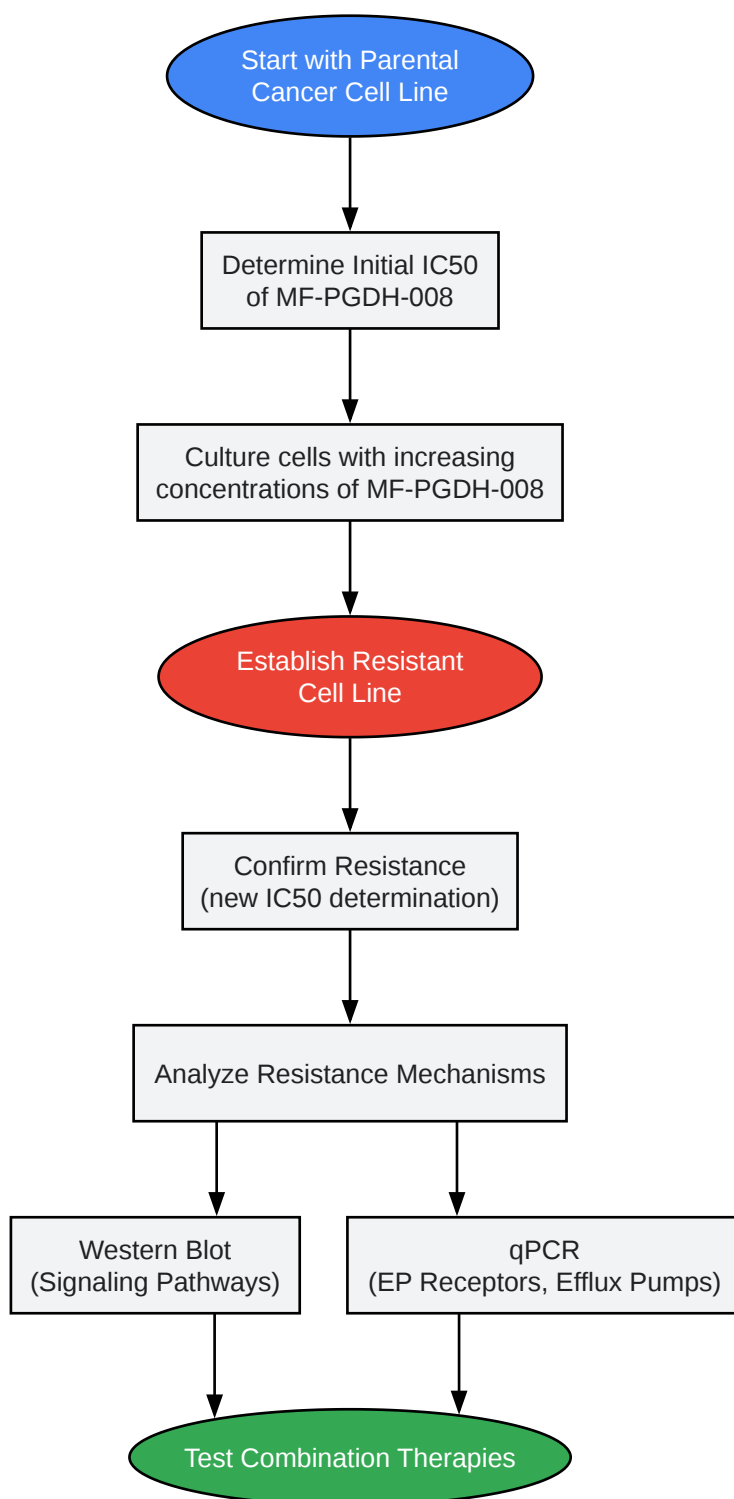 Start with Parental
Cancer Cell Line
Determine Initial IC50
of MF-PGDH-008
Culture cells with increasing
concentrations of MF-PGDH-008
Establish Resistant
Cell Line
Confirm Resistance
(new IC50 determination)
Analyze Resistance Mechanisms
Western Blot
(Signaling Pathways)
qPCR
(EP Receptors, Efflux Pumps)
Test Combination Therapies